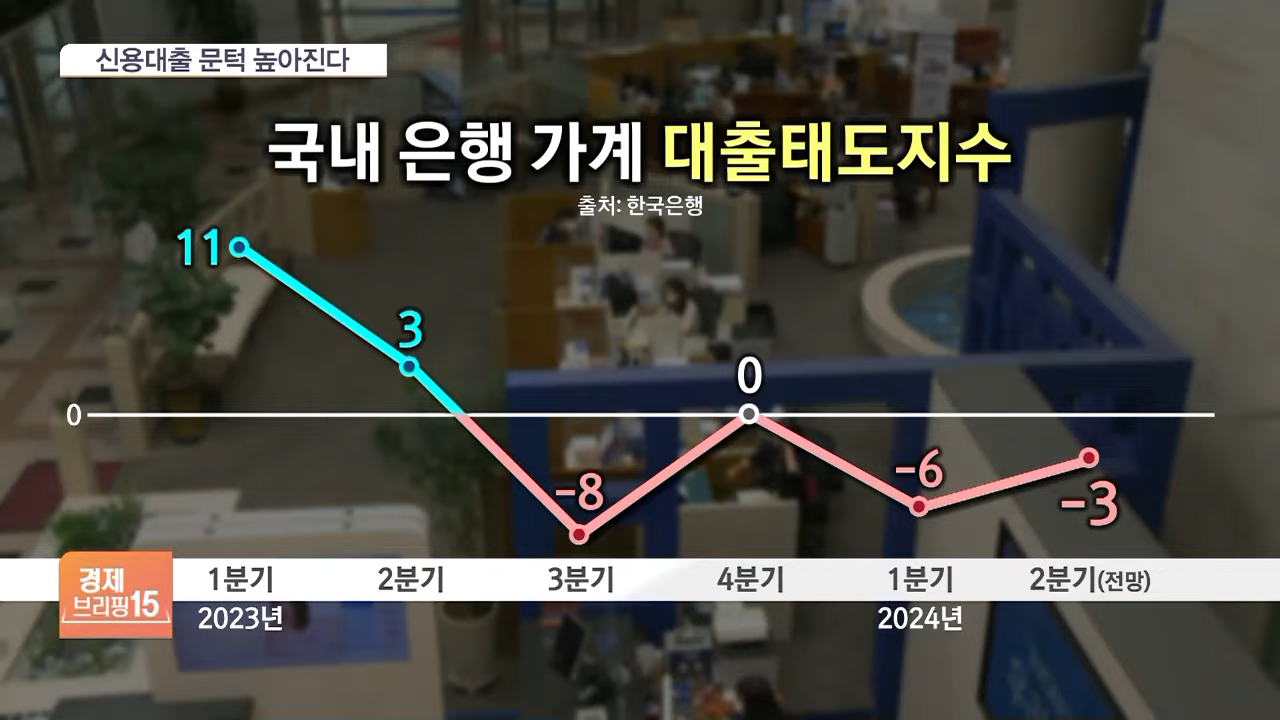 신용대출 문턱 높아진다
국내 은행 가계 대출태도지수
출처: 한국은행
11
3
0
0
-8
-6
-3
경제
브리핑15
1분기 2분기 3분기 4분기 1분기 2분기(전망)
2023년 2024년